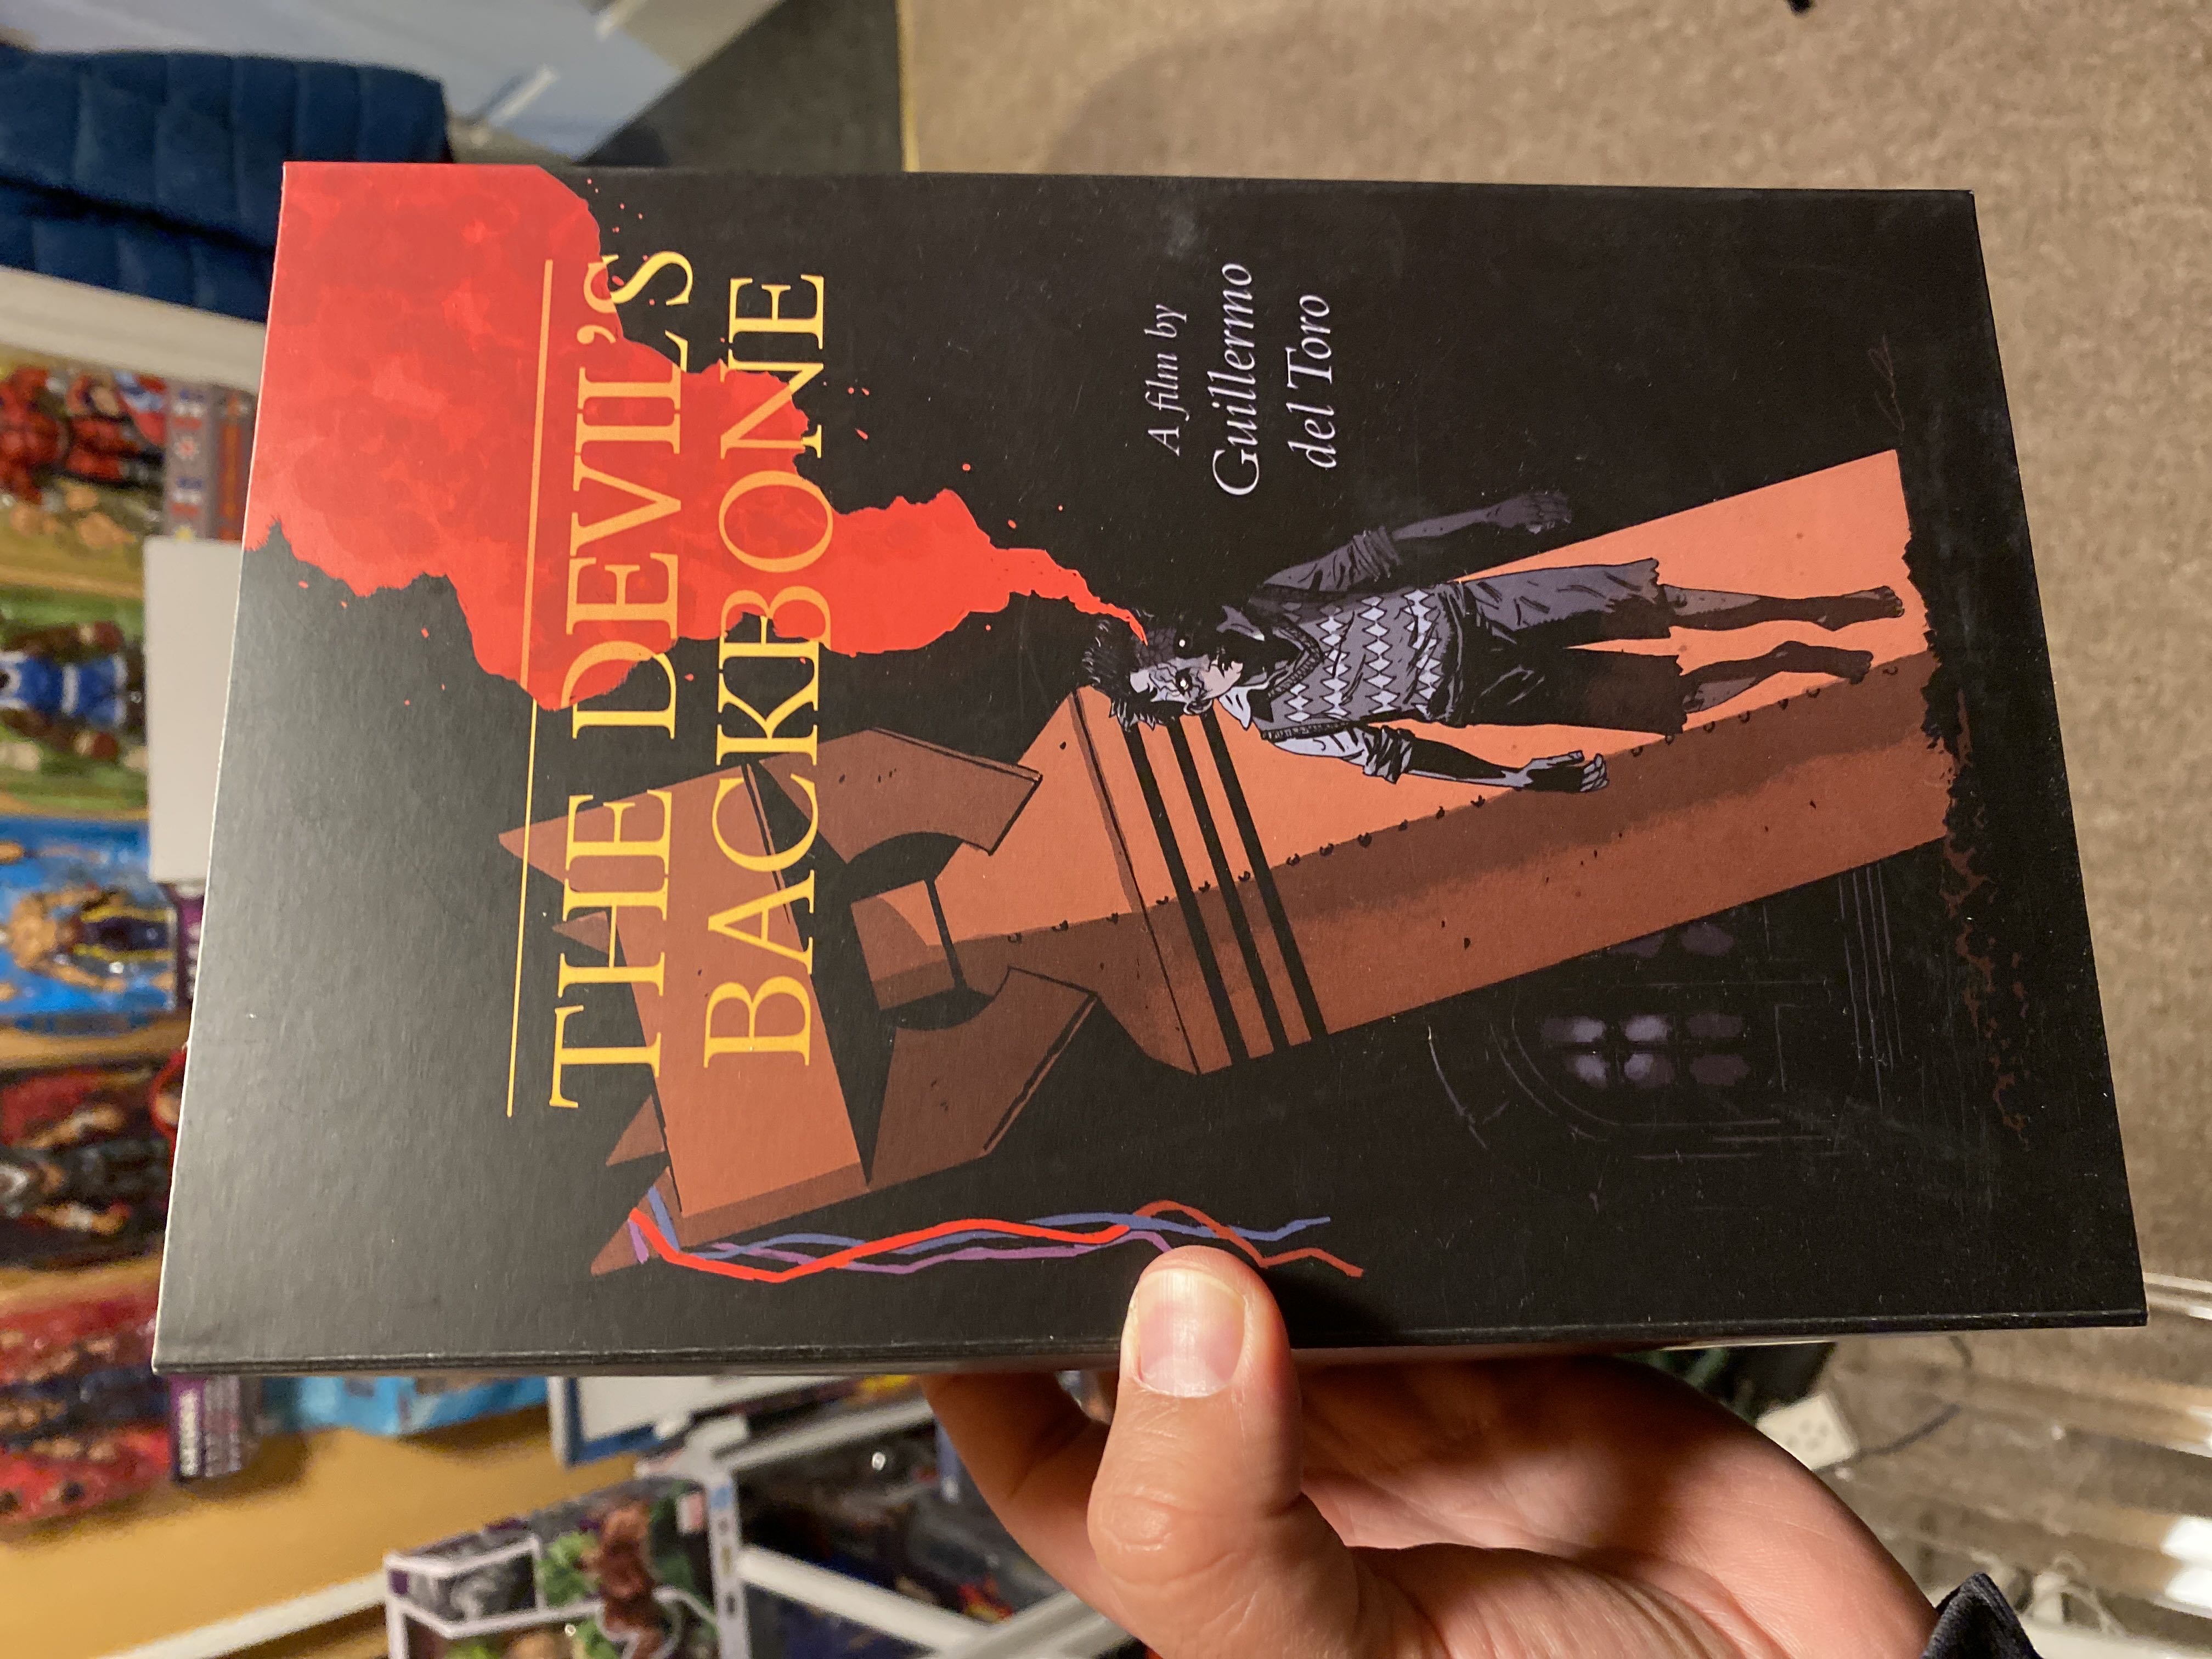 THE DEVIL'S
BACKBONE
A film by
Guillermo
del Toro